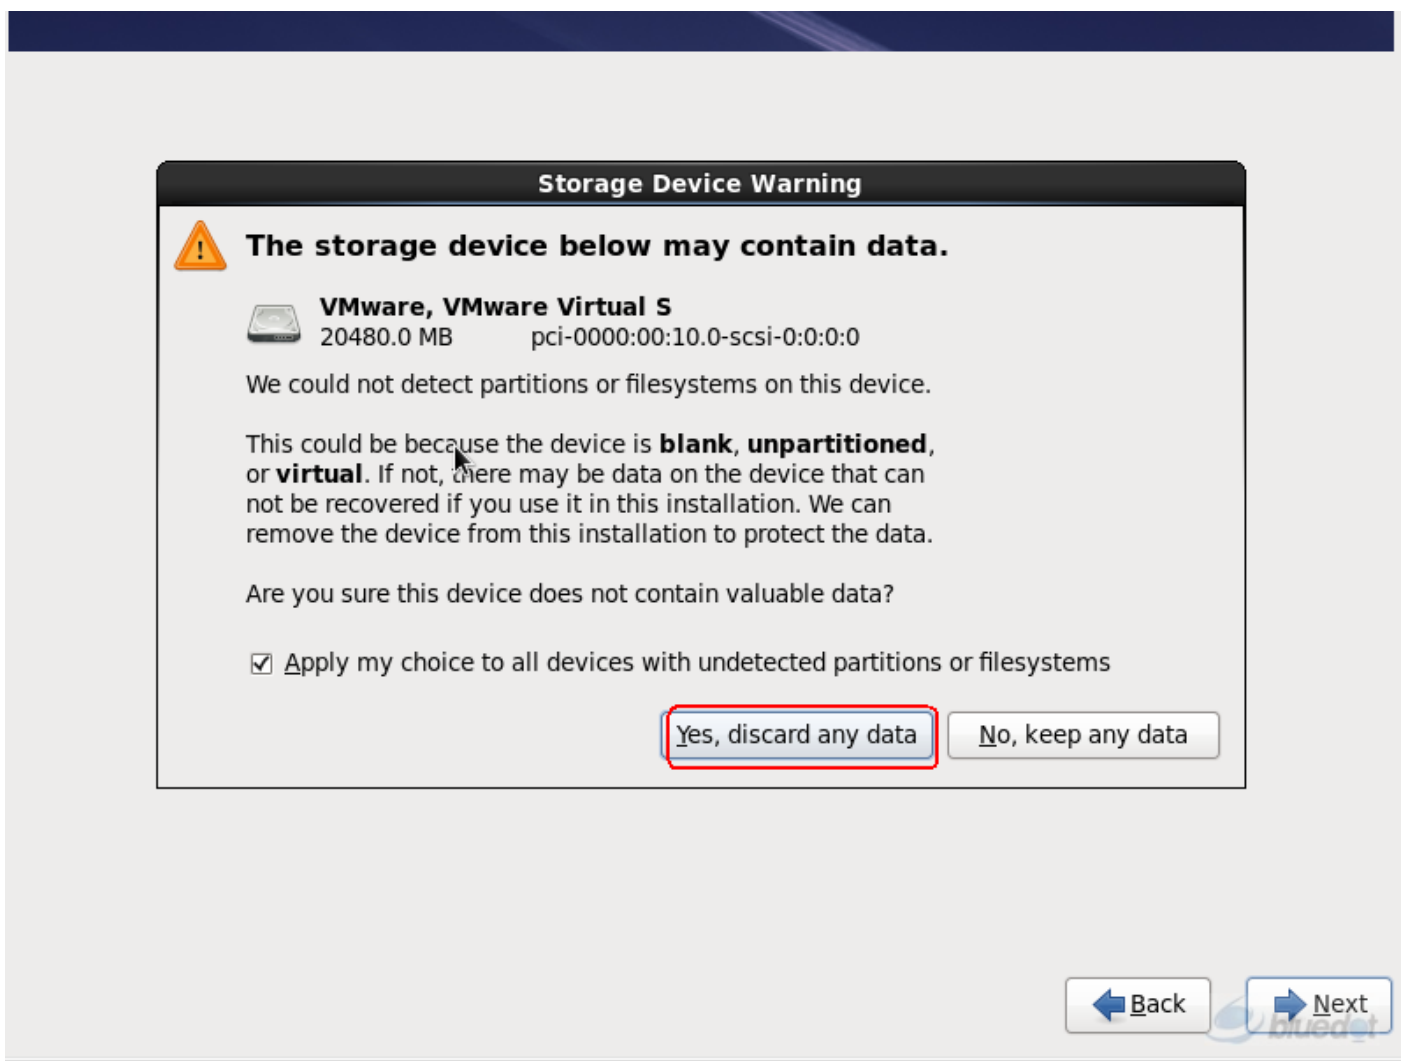 Storage Device Warning
The storage device below may contain data.
VMware, VMware Virtual S
20480.0 MB pci-0000:00:10.0-scsi-0:0:0:0
We could not detect partitions or filesystems on this device.
This could be because the device is blank, unpartitioned,
or virtual. If not, there may be data on the device that can
not be recovered if you use it in this installation. We can
remove the device from this installation to protect the data.
Are you sure this device does not contain valuable data?
Apply my choice to all devices with undetected partitions or filesystems
Yes, discard any data No, keep any data
Back Next
bluedot